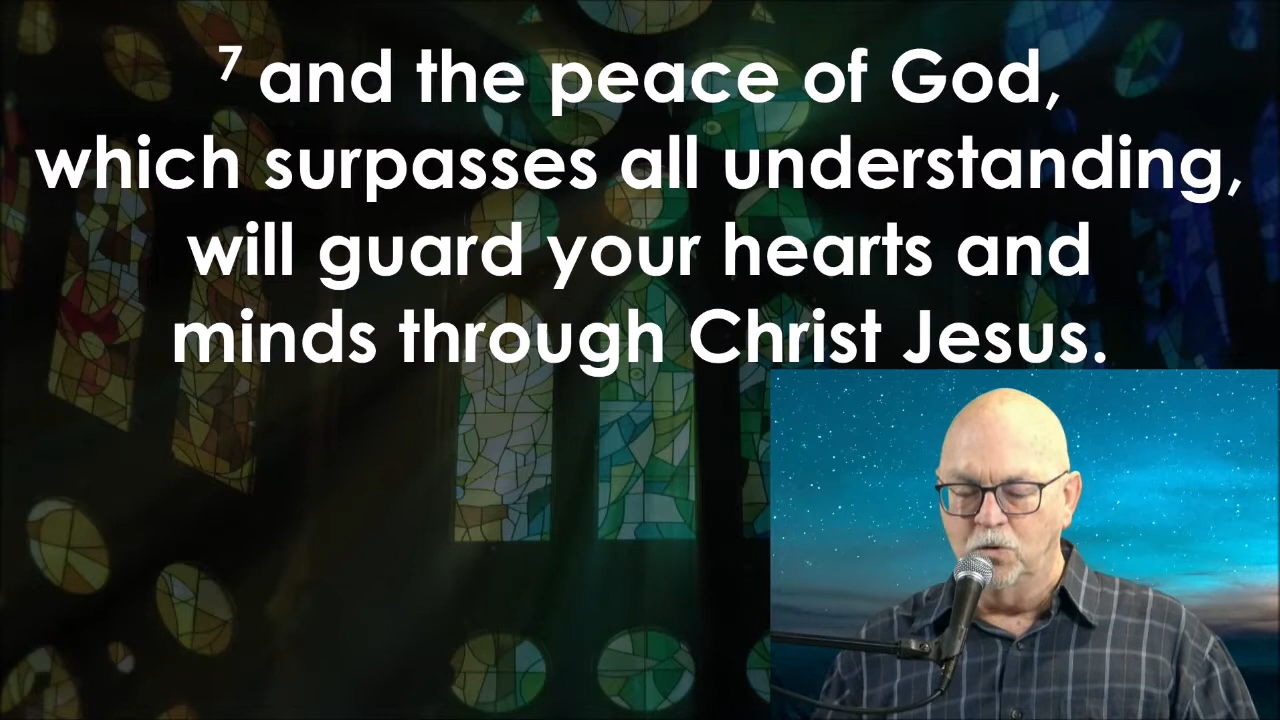 7 and the peace of God,
which surpasses all understanding,
will guard your hearts and
minds through Christ Jesus.